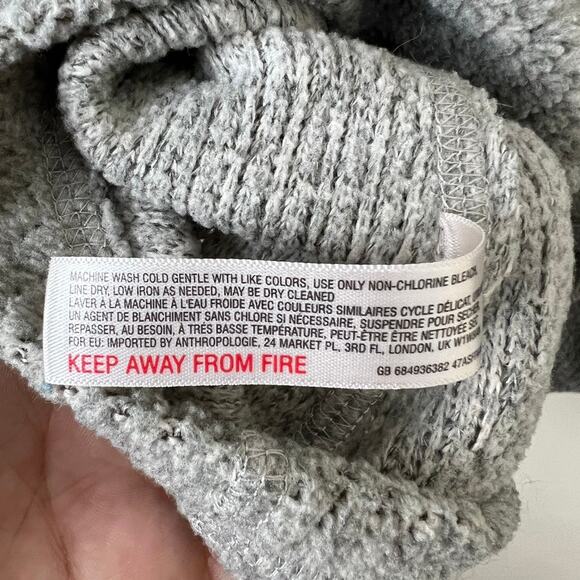 MACHINE WASH COLD GENTLE WITH LIKE COLORS, USE ONLY NON-CHLORINE BLEACH,
LINE DRY, LOW IRON AS NEEDED, MAY BE DRY CLEANED
LAVER À LA MACHINE À L'EAU FROIDE AVEC COULEURS SIMILAIRES CYCLE DÉLICAT,
UN AGENT DE BLANCHIMENT SANS CHLORE SI NÉCESSAIRE, SUSPENDRE POUR SÉCHER
REPASSER, AU BESOIN, À TRÉS BASSE TEMPÉRATURE, PEUT-ÊTRE ÊTRE NETTOYÉE
FOR EU: IMPORTED BY ANTHROPOLOGIE, 24 MARKET PL, 3RD FL, LONDON, UK
KEEP AWAY FROM FIRE
GB 684936382